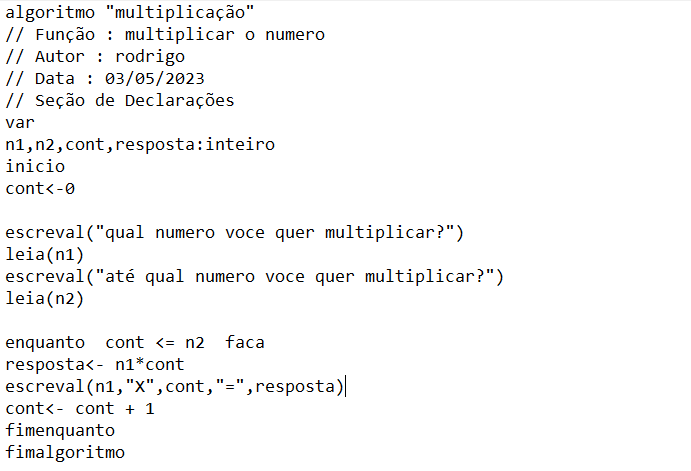 algoritmo "multiplicação"
// Função : multiplicar o numero
// Autor : rodrigo
// Data : 03/05/2023
// Seção de Declarações
var
n1,n2,cont,resposta:inteiro
inicio
cont<-0
escreval("qual numero voce quer multiplicar?")
leia(n1)
escreval("até qual numero voce quer multiplicar?")
leia(n2)
enquanto  cont <= n2  faca
resposta<- n1*cont
escreval(n1,"X",cont,"=",resposta)
cont<- cont + 1
fimenquanto
fimalgoritmo